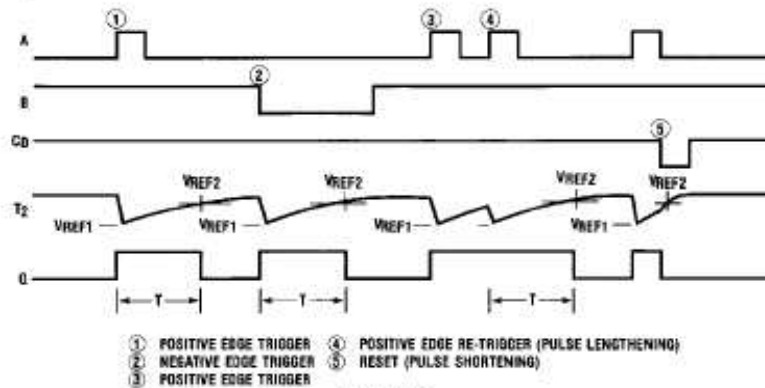 ① ③ ④
A
②
B
⑤
CD
VREF2 VREF2 VREF2 VREF2
T2
VREF1 VREF1 VREF1 VREF1
Q
T T T
① POSITIVE EDGE TRIGGER ④ POSITIVE EDGE RE-TRIGGER (PULSE LENGTHENING)
② NEGATIVE EDGE TRIGGER ⑤ RESET (PULSE SHORTENING)
③ POSITIVE EDGE TRIGGER